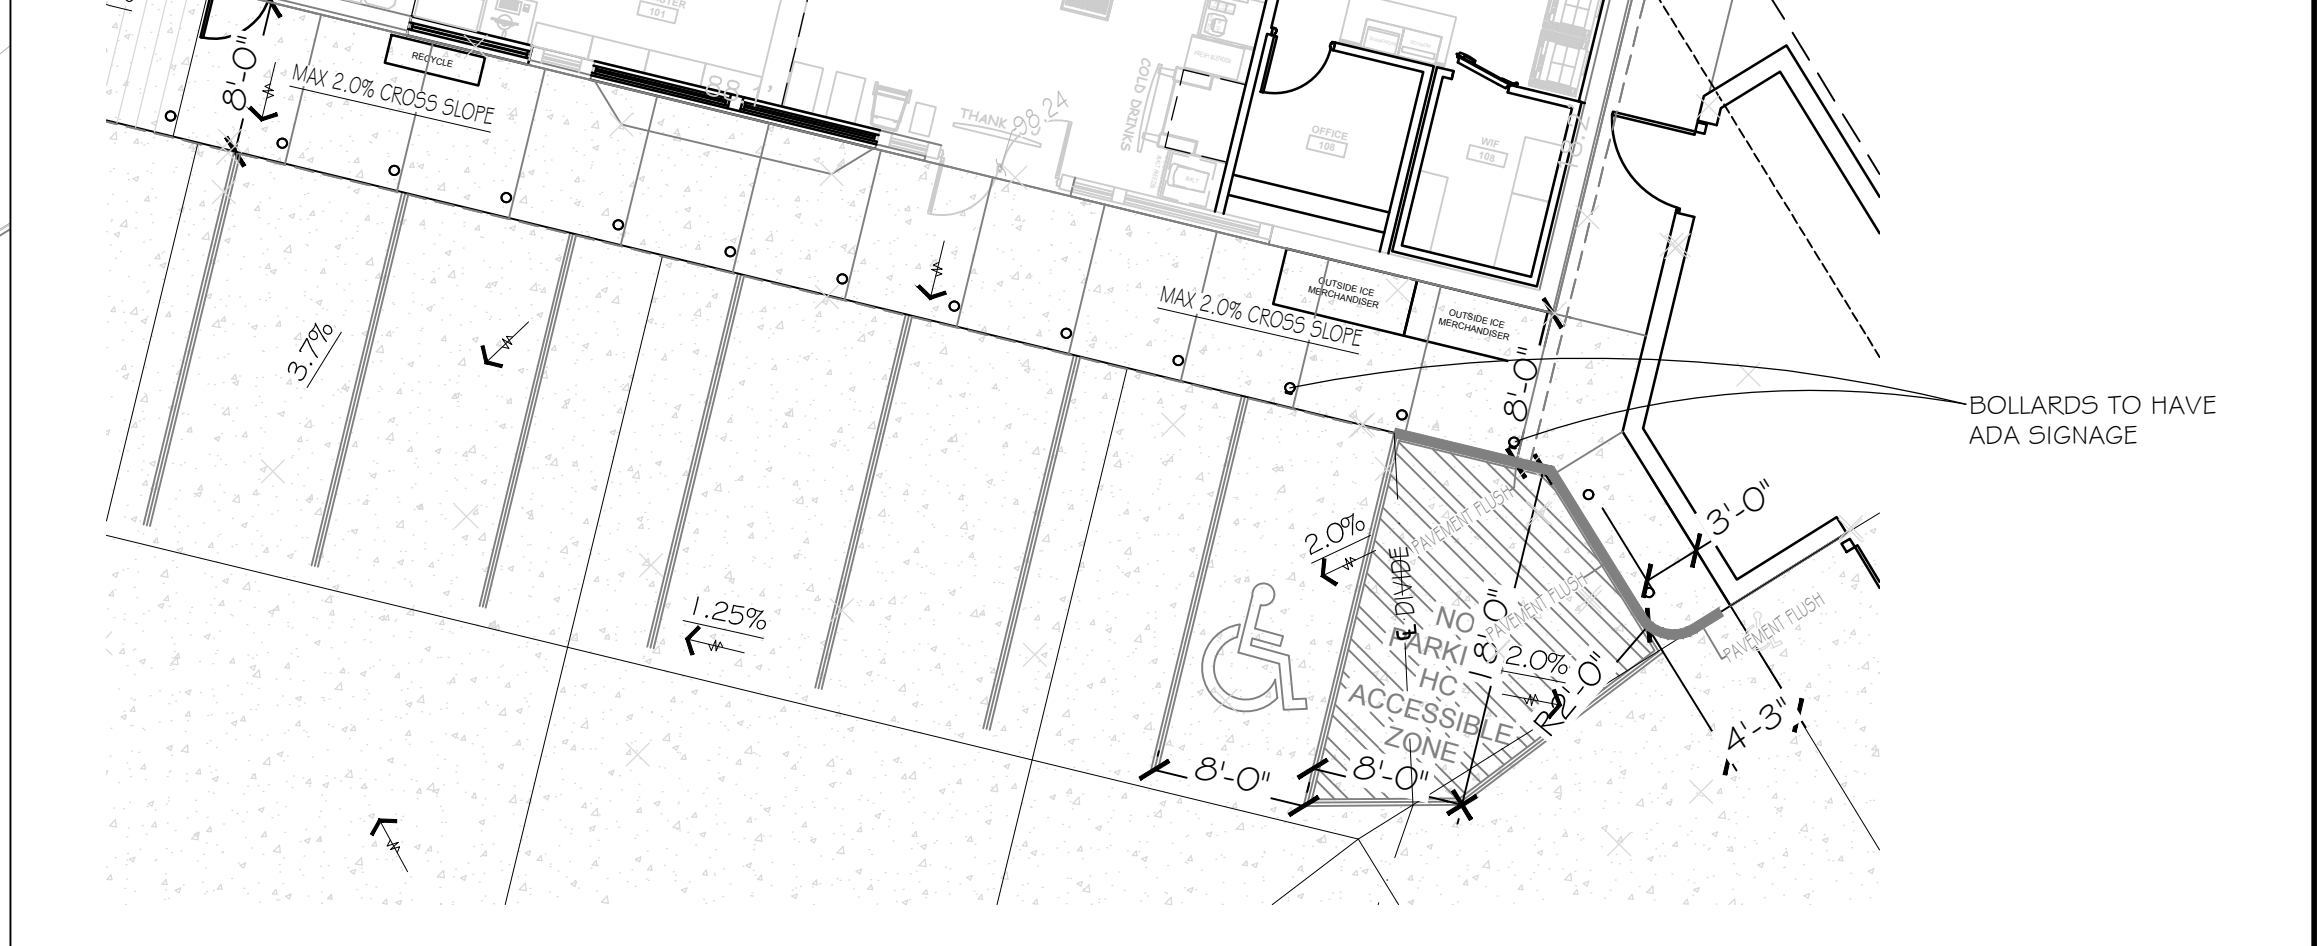 101
8'-0"
RECYCLE
MAX 2.0% CROSS SLOPE
THANK
98.24
COLD DRINKS
OFFICE
108
WIF
108
OUTSIDE ICE
MERCHANDISER
OUTSIDE ICE
MERCHANDISER
MAX 2.0% CROSS SLOPE
3.7%
8'-0"
BOLLARDS TO HAVE
ADA SIGNAGE
3'-0"
PAVEMENT FLUSH
2.0%
PAVEMENT FLUSH
PAVEMENT FLUSH
1.25%
NO
PARKI
HC
ACCESSIBLE
ZONE
8'-0"
2.0%
4'-3"
8'-0"
8'-0"